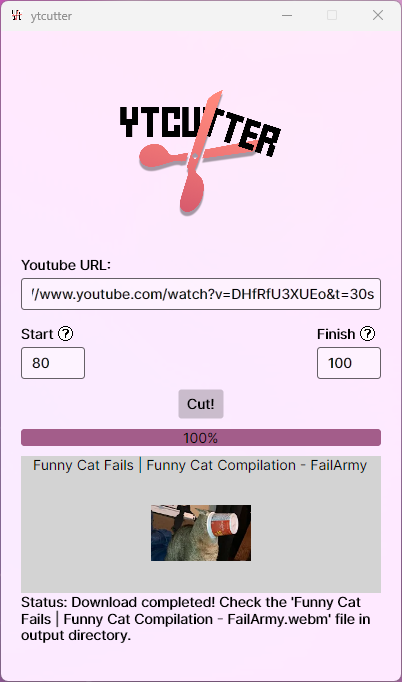 ytcutter
YTCUTTER
Youtube URL:
//www.youtube.com/watch?v=DHfRfU3XUEo&t=30s
Start ?
Finish ?
80
100
Cut!
100%
Funny Cat Fails | Funny Cat Compilation - FailArmy
Status: Download completed! Check the 'Funny Cat
Fails | Funny Cat Compilation - FailArmy.webm' file in
output directory.